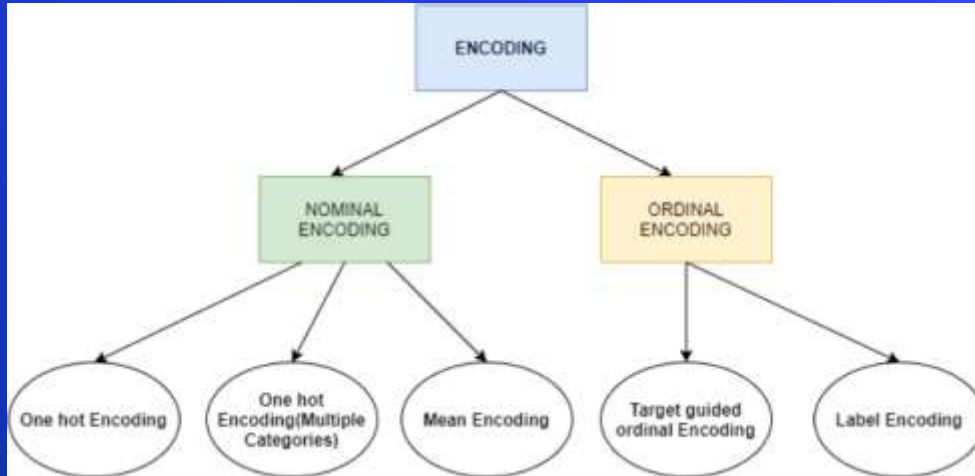 ENCODING
NOMINAL
ENCODING
ORDINAL
ENCODING
One hot Encoding
One hot
Encoding(Multiple
Categories)
Mean Encoding
Target guided
ordinal Encoding
Label Encoding